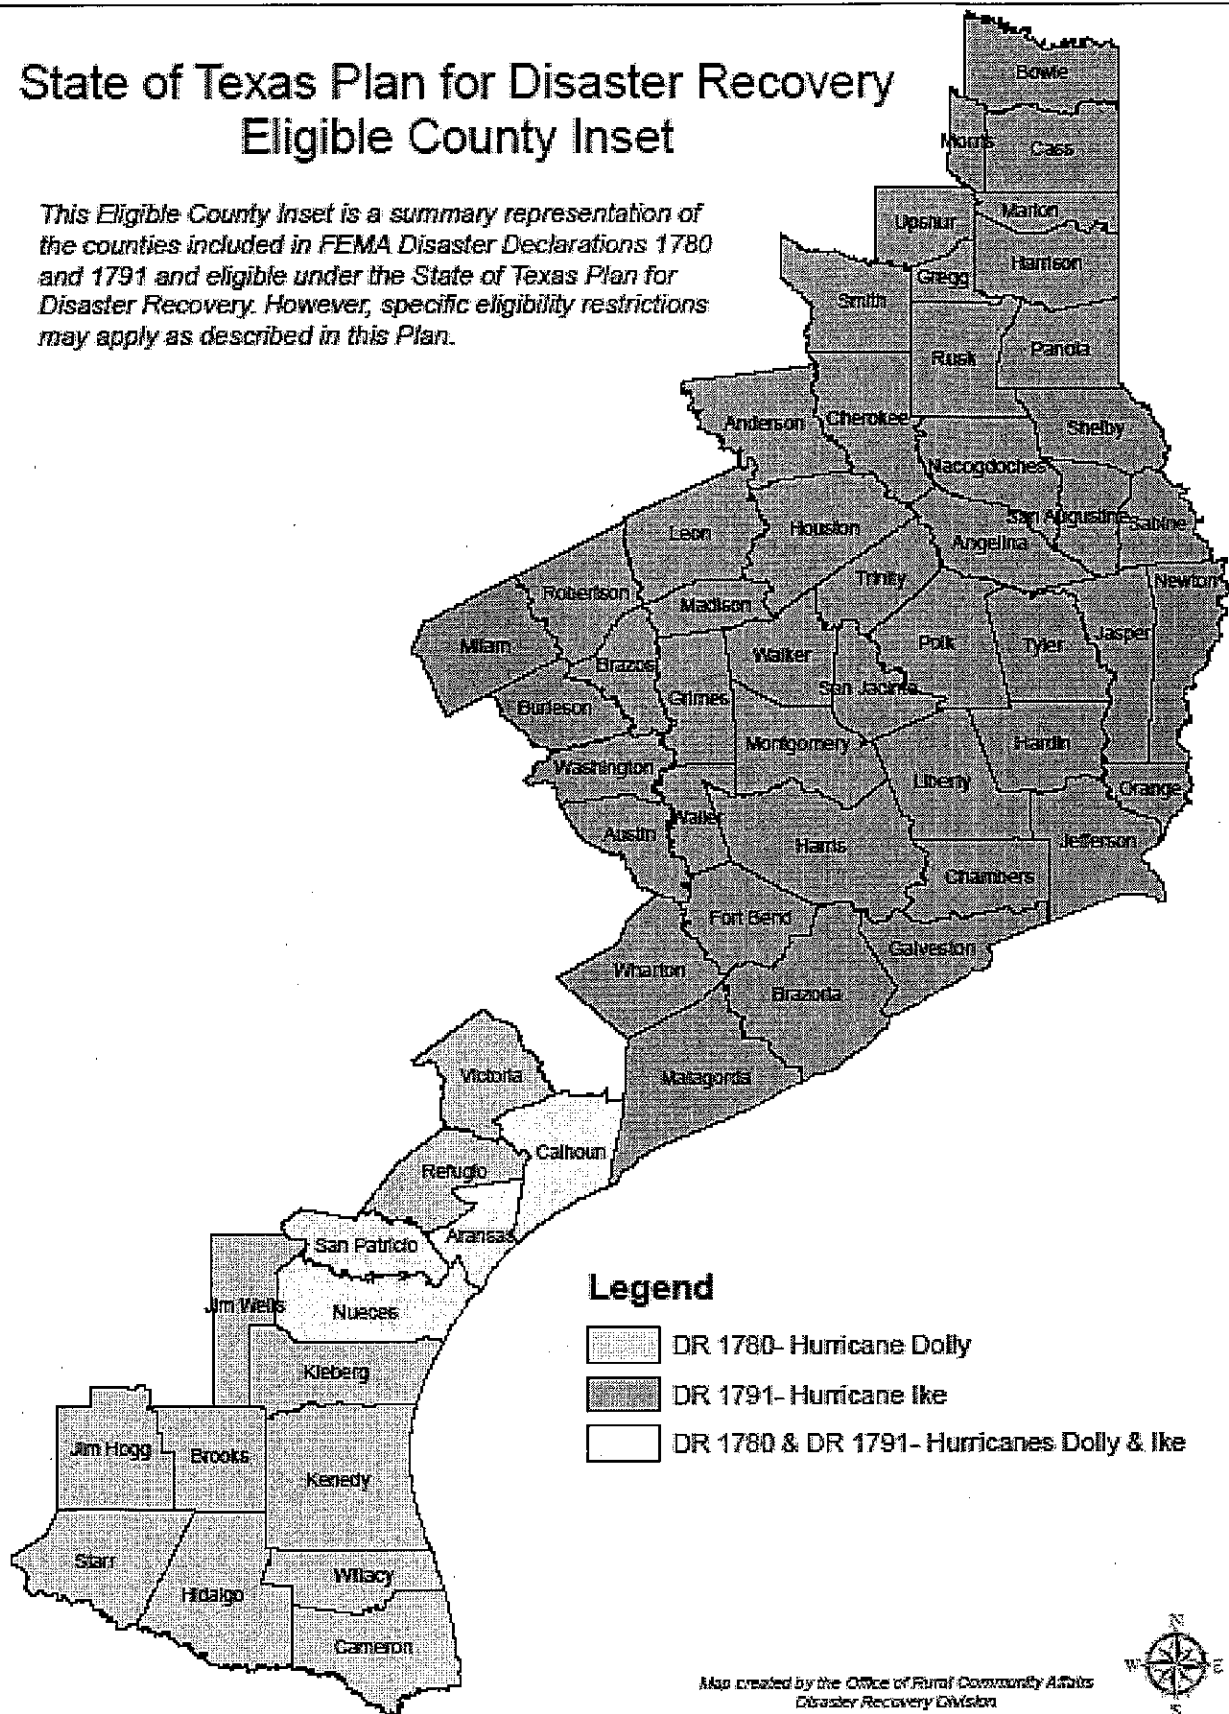 State of Texas Plan for Disaster Recovery
Eligible County Inset
This Eligible County Inset is a summary representation of
the counties included in FEMA Disaster Declarations 1780
and 1791 and eligible under the State of Texas Plan for
Disaster Recovery. However, specific eligibility restrictions
may apply as described in this Plan.
Bowie
Morris
Cass
Upshur
Marion
Gregg
Harrison
Smith
Rusk
Panola
Anderson
Cherokee
Shelby
Nacogdoches
Leon
Houston
San Augustine
Sabine
Angelina
Robertson
Madison
Trinity
Newton
Milam
Brazos
Walker
Polk
Tyler
Jasper
Burleson
Grimes
San Jacinto
Montgomery
Hardin
Washington
Liberty
Orange
Austin
Waller
Harris
Jefferson
Chambers
Fort Bend
Galveston
Wharton
Brazoria
Victoria
Matagorda
Calhoun
Refugio
Aransas
San Patricio
Jim Wells
Nueces
Kleberg
Jim Hogg
Brooks
Kenedy
Starr
Hidalgo
Willacy
Cameron
Legend
DR 1780- Hurricane Dolly
DR 1791- Hurricane Ike
DR 1780 & DR 1791- Hurricanes Dolly & Ike
N
W
E
S
Map created by the Office of Rural Community Affairs
Disaster Recovery Division